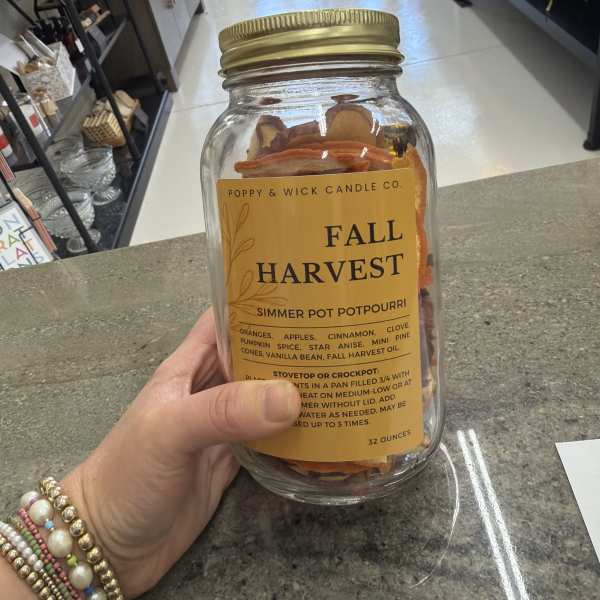 POPPY & WICK CANDLE CO.
FALL
HARVEST
SIMMER POT POTPOURRI
ORANGES, APPLES, CINNAMON, CLOVE,
PUMPKIN SPICE, STAR ANISE, MINI PINE
CONES, VANILLA BEAN, FALL HARVEST OIL.
STOVETOP OR CROCKPOT:
IN A PAN FILLED 3/4 WITH
HEAT ON MEDIUM-LOW OR AT
WITHOUT LID. ADD
WATER AS NEEDED. MAY BE
UP TO 3 TIMES.
32 OUNCES